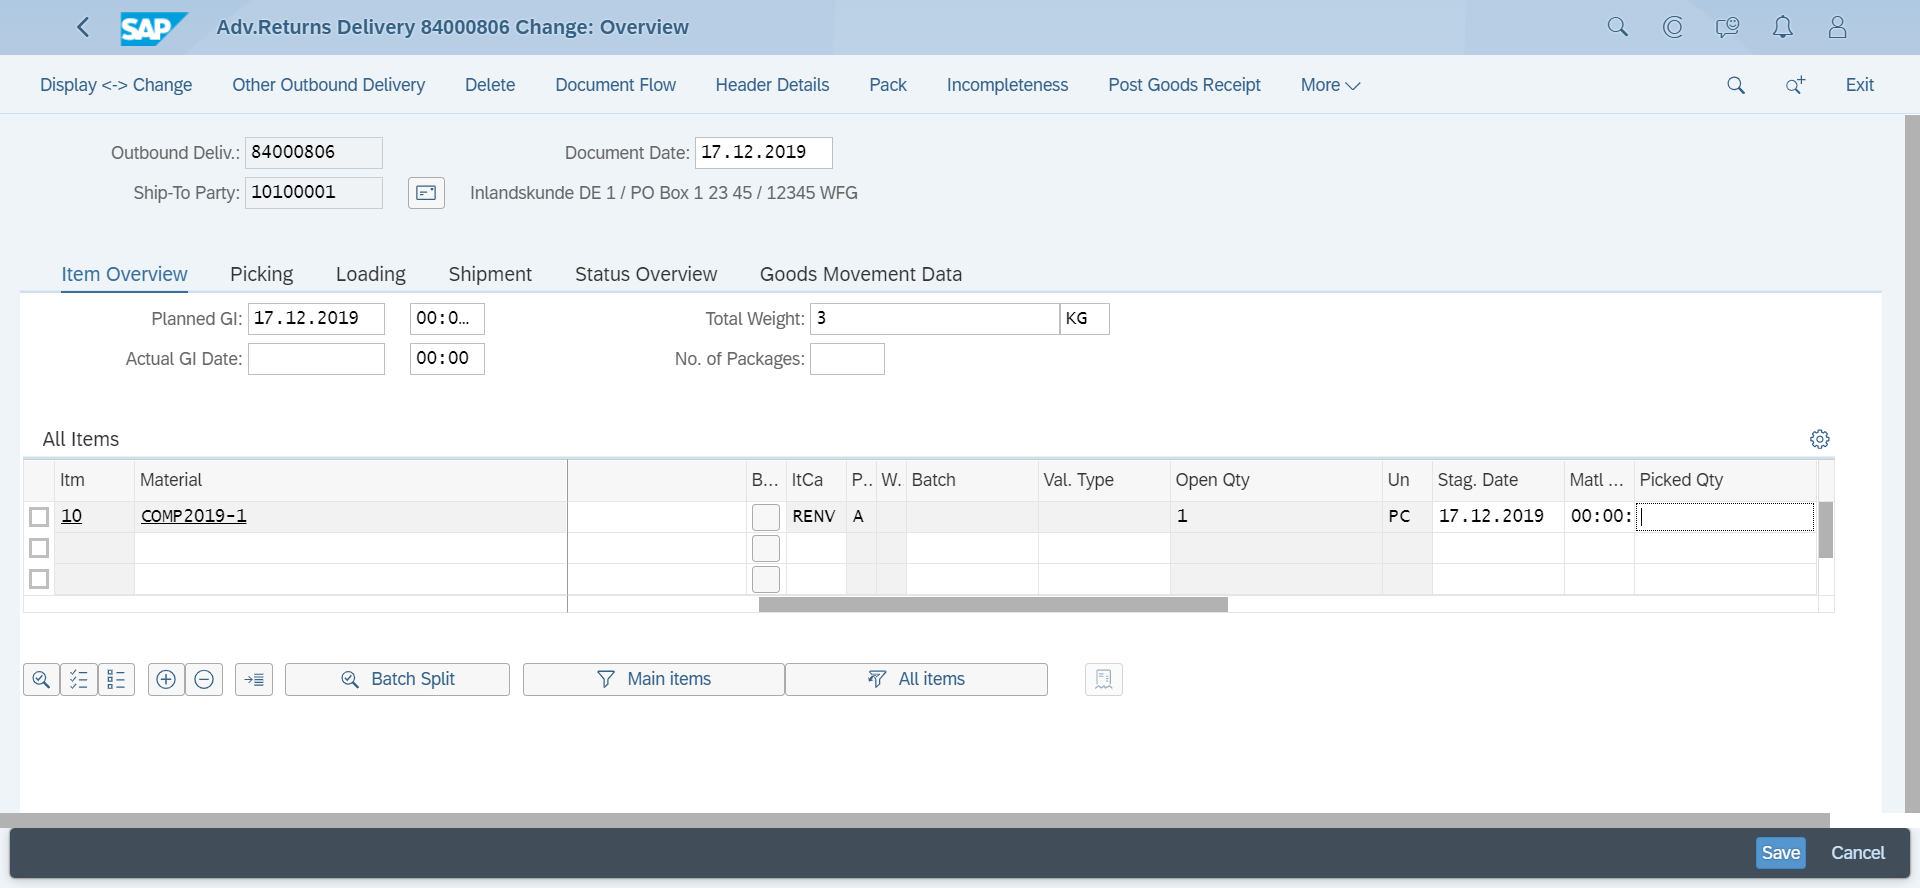 SAP Adv.Returns Delivery 84000806 Change: Overview
Display <-> Change Other Outbound Delivery Delete Document Flow Header Details Pack Incompleteness Post Goods Receipt More Exit
Outbound Deliv.: 84000806 Document Date: 17.12.2019
Ship-To Party: 10100001 Inlandskunde DE 1 / PO Box 1 23 45 / 12345 WFG
Item Overview Picking Loading Shipment Status Overview Goods Movement Data
Planned GI: 17.12.2019 00:0... Total Weight: 3 KG
Actual GI Date: 00:00 No. of Packages:
All Items
Itm Material B... ItCa P.. W. Batch Val. Type Open Qty Un Stag. Date Matl ... Picked Qty
10 COMP2019-1 RENV A 1 PC 17.12.2019 00:00:
Batch Split Main items All items
Save Cancel